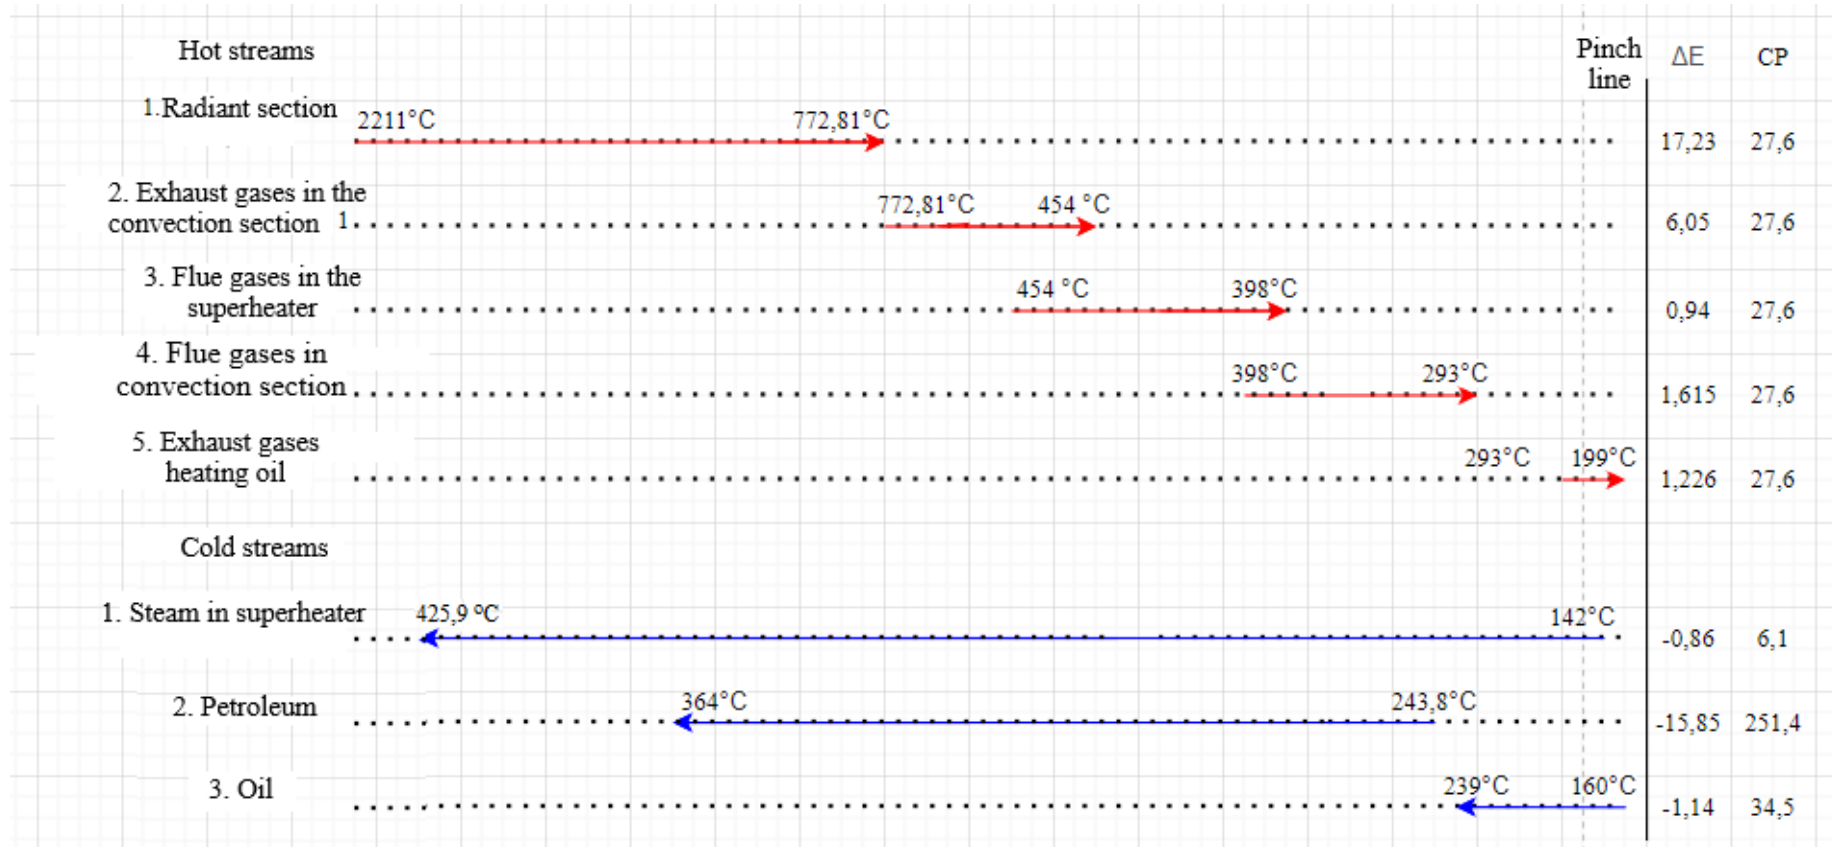 Hot streams
Pinch line
ΔE
CP
1.Radiant section
2211°C
772,81°C
17,23
27,6
2. Exhaust gases in the
convection section 1
772,81°C
454 °C
6,05
27,6
3. Flue gases in the
superheater
454 °C
398°C
0,94
27,6
4. Flue gases in
convection section
398°C
293°C
1,615
27,6
5. Exhaust gases
heating oil
293°C
199°C
1,226
27,6
Cold streams
1. Steam in superheater
425,9 ºC
142°C
-0,86
6,1
2. Petroleum
364°C
243,8°C
-15,85
251,4
3. Oil
239°C
160°C
-1,14
34,5